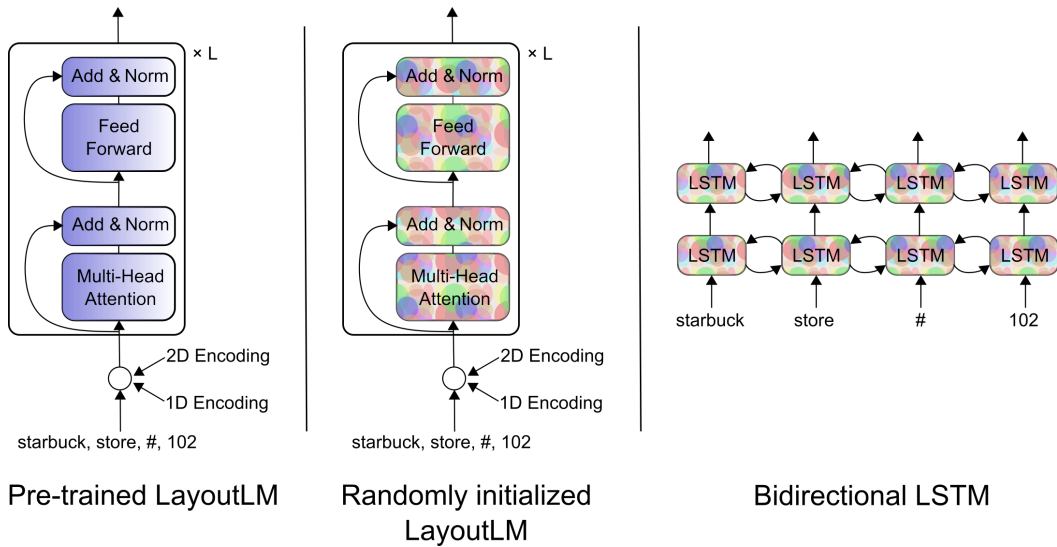 × L
Add & Norm
Feed
Forward
Add & Norm
Multi-Head
Attention
2D Encoding
1D Encoding
starbuck, store, #, 102
Pre-trained LayoutLM
× L
Add & Norm
Feed
Forward
Add & Norm
Multi-Head
Attention
2D Encoding
1D Encoding
starbuck, store, #, 102
Randomly initialized
LayoutLM
LSTM LSTM LSTM LSTM
LSTM LSTM LSTM LSTM
starbuck store # 102
Bidirectional LSTM